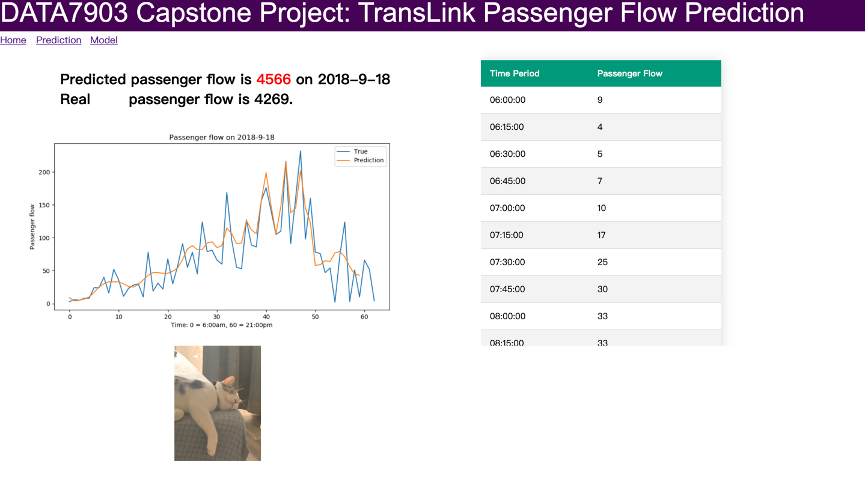 DATA7903 Capstone Project: TransLink Passenger Flow Prediction
Home Prediction Model
Predicted passenger flow is 4566 on 2018-9-18
Real passenger flow is 4269.
Passenger flow on 2018-9-18
True
Prediction
Passenger flow
200
150
100
50
0
0 10 20 30 40 50 60
Time: 0 = 6:00am, 60 = 21:00pm
Time Period Passenger Flow
06:00:00 9
06:15:00 4
06:30:00 5
06:45:00 7
07:00:00 10
07:15:00 17
07:30:00 25
07:45:00 30
08:00:00 33
08:15:00 33